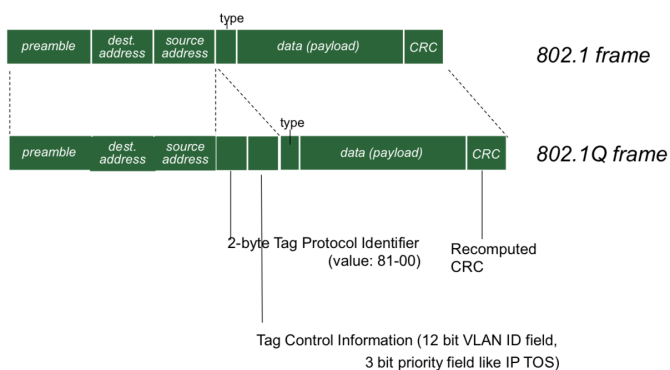 type
preamble
dest.
address
source
address
data (payload)
CRC
802.1 frame
type
preamble
dest.
address
source
address
data (payload)
CRC
802.1Q frame
2-byte Tag Protocol Identifier
(value: 81-00)
Recomputed
CRC
Tag Control Information (12 bit VLAN ID field,
3 bit priority field like IP TOS)